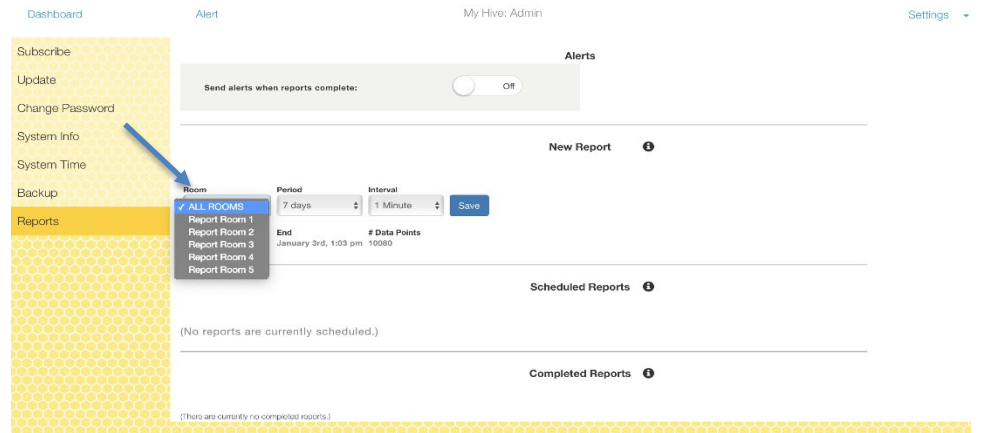 Dashboard Alert My Hive: Admin Settings
Subscribe
Update
Change Password
System Info
System Time
Backup
Reports
Alerts
Send alerts when reports complete: Off
New Report
Room Period Interval
✓ ALL ROOMS 7 days 1 Minute Save
Report Room 1
Report Room 2
Report Room 3
Report Room 4
Report Room 5
End # Data Points
January 3rd, 1:03 pm 10080
Scheduled Reports
(No reports are currently scheduled.)
Completed Reports
(There are currently no completed reports.)